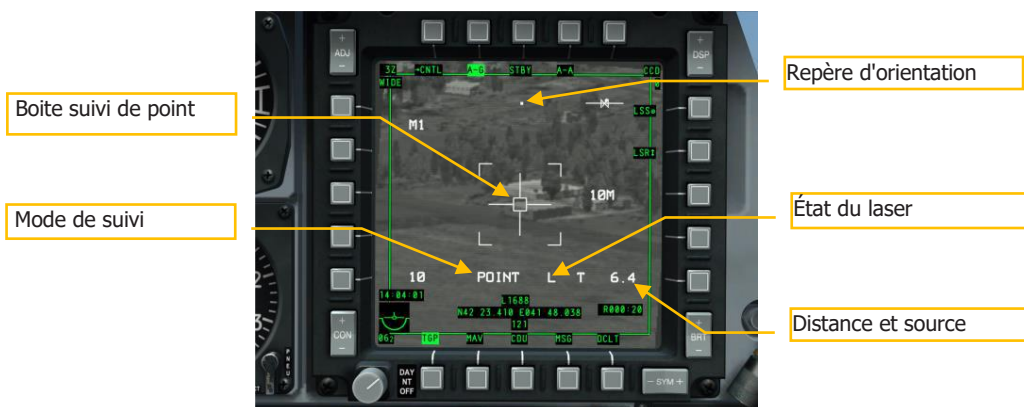 ADJ
DSP
3Z →CNTL A-G STBY A-A CCD
WIDE
Repère d'orientation
Boite suivi de point
M1
LSS
LSR
10M
Mode de suivi
État du laser
10 POINT L T 6.4
14:04:01
L1688
N42 23.410 E041 48.038
R000:20
121
Distance et source
CON
TGP MAV CDU MSG DCLT
BRT
PNEU
DAY
NT
OFF
- SYM +